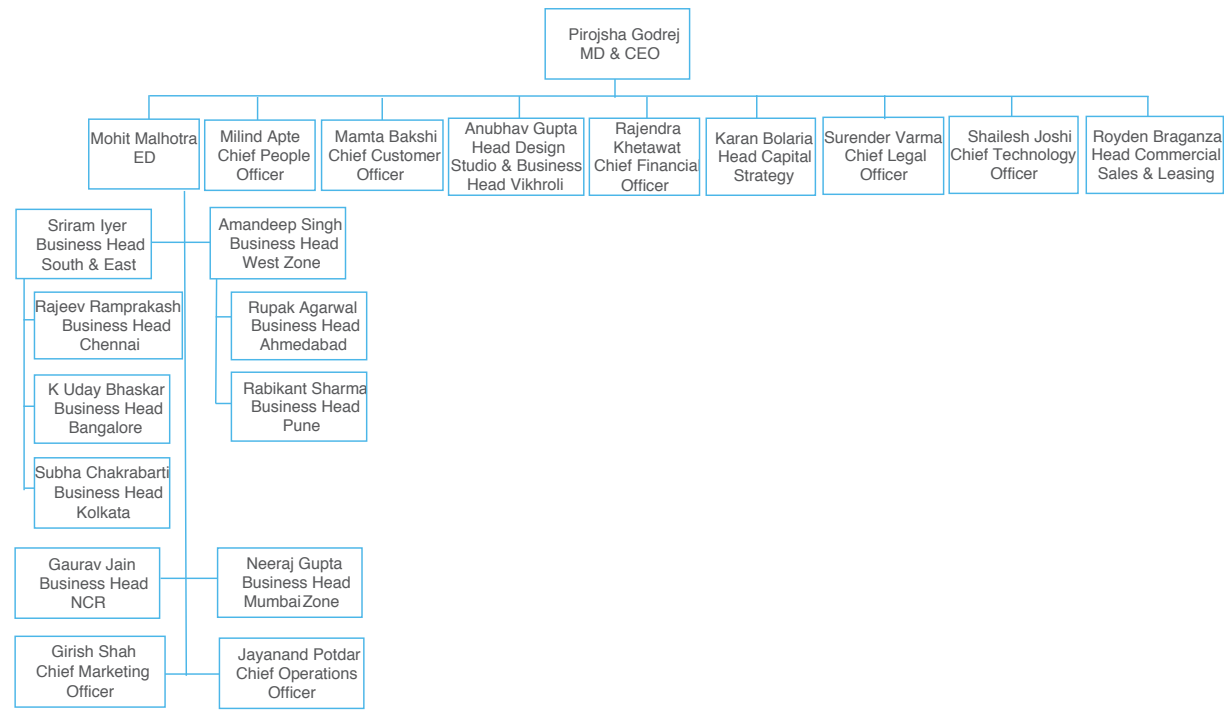 Pirojsha Godrej
MD & CEO
Mohit Malhotra
ED
Milind Apte
Chief People
Officer
Mamta Bakshi
Chief Customer
Officer
Anubhav Gupta
Head Design
Studio & Business
Head Vikhroli
Rajendra
Khetawat
Chief Financial
Officer
Karan Bolaria
Head Capital
Strategy
Surender Varma
Chief Legal
Officer
Shailesh Joshi
Chief Technology
Officer
Royden Braganza
Head Commercial
Sales & Leasing
Sriram Iyer
Business Head
South & East
Amandeep Singh
Business Head
West Zone
Rajeev Ramprakash
Business Head
Chennai
Rupak Agarwal
Business Head
Ahmedabad
K Uday Bhaskar
Business Head
Bangalore
Rabikant Sharma
Business Head
Pune
Subha Chakrabarti
Business Head
Kolkata
Gaurav Jain
Business Head
NCR
Neeraj Gupta
Business Head
Mumbai Zone
Girish Shah
Chief Marketing
Officer
Jayanand Potdar
Chief Operations
Officer